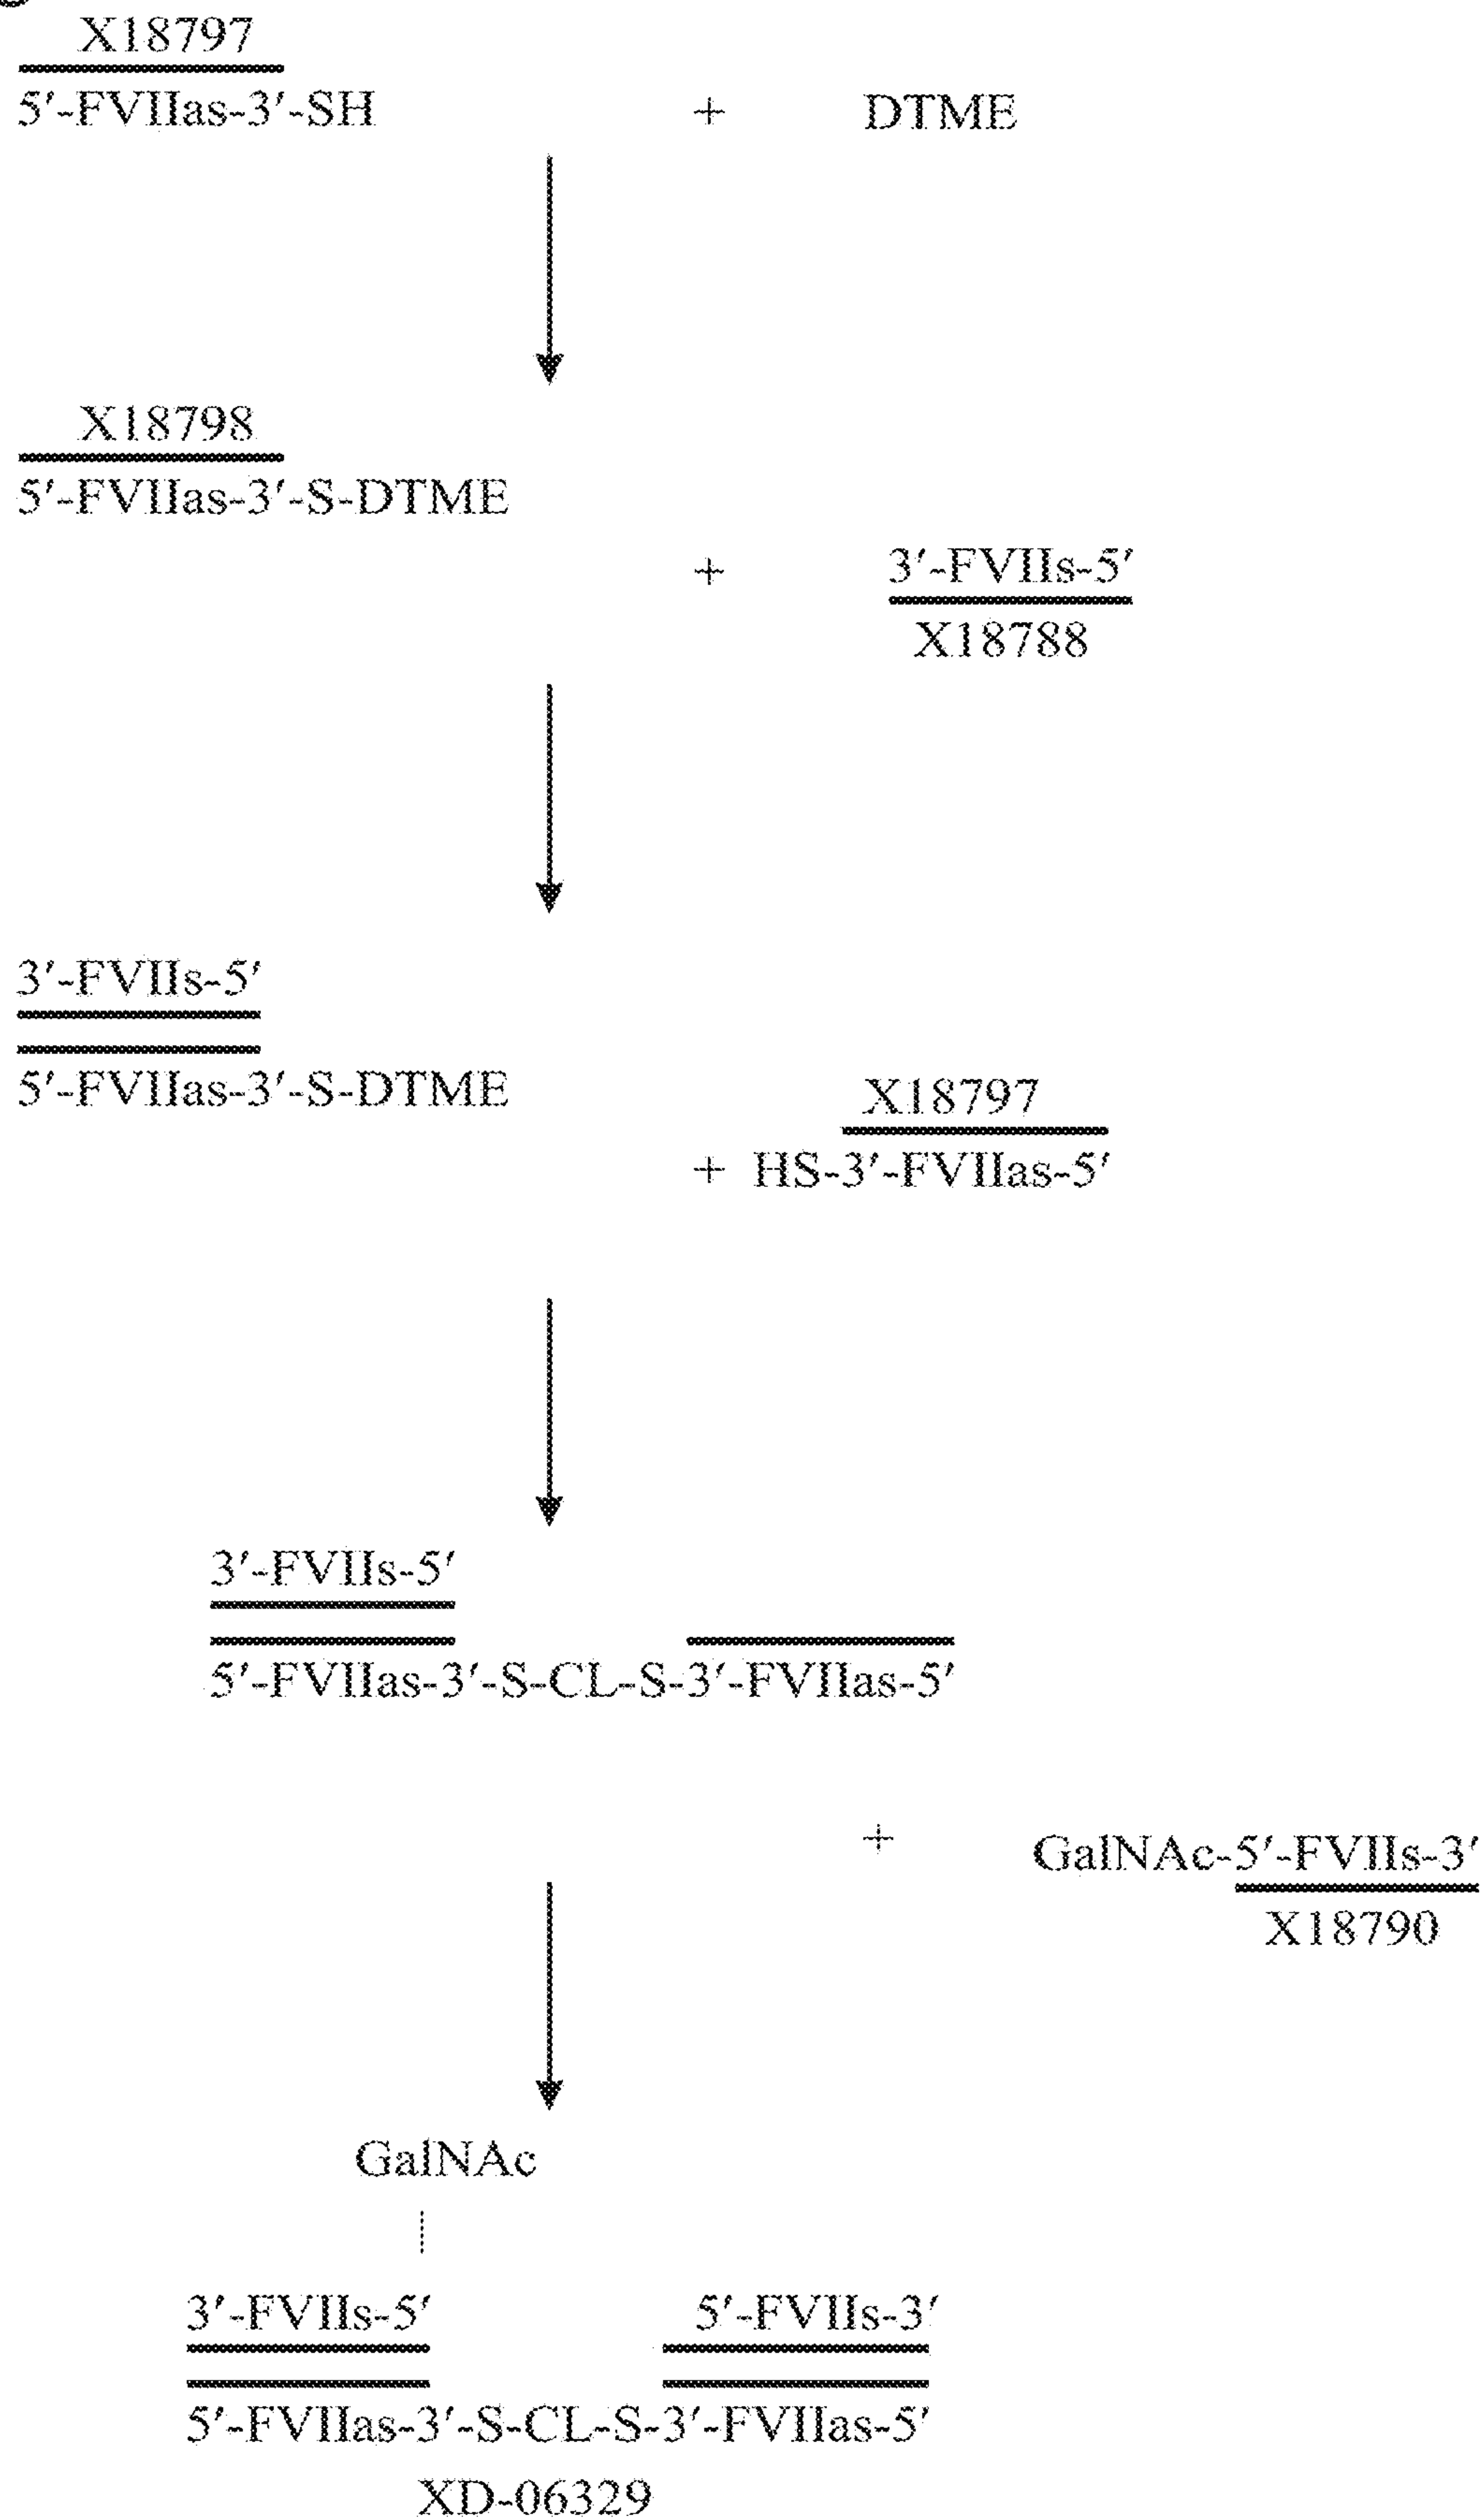 X18797
5′-FVIIas-3′-SH + DTME
X18798
5′-FVIIas-3′-S-DTME
+ 3′-FVIIs-5′
X18788
3′-FVIIs-5′
5′-FVIIas-3′-S-DTME
X18797
+ HS-3′-FVIIas-5′
3′-FVIIs-5′
5′-FVIIas-3′-S-CL-S-3′-FVIIas-5′
+ GalNAc-5′-FVIIs-3′
X18790
GalNAc
3′-FVIIs-5′ 5′-FVIIs-3′
5′-FVIIas-3′-S-CL-S-3′-FVIIas-5′
XD-06329